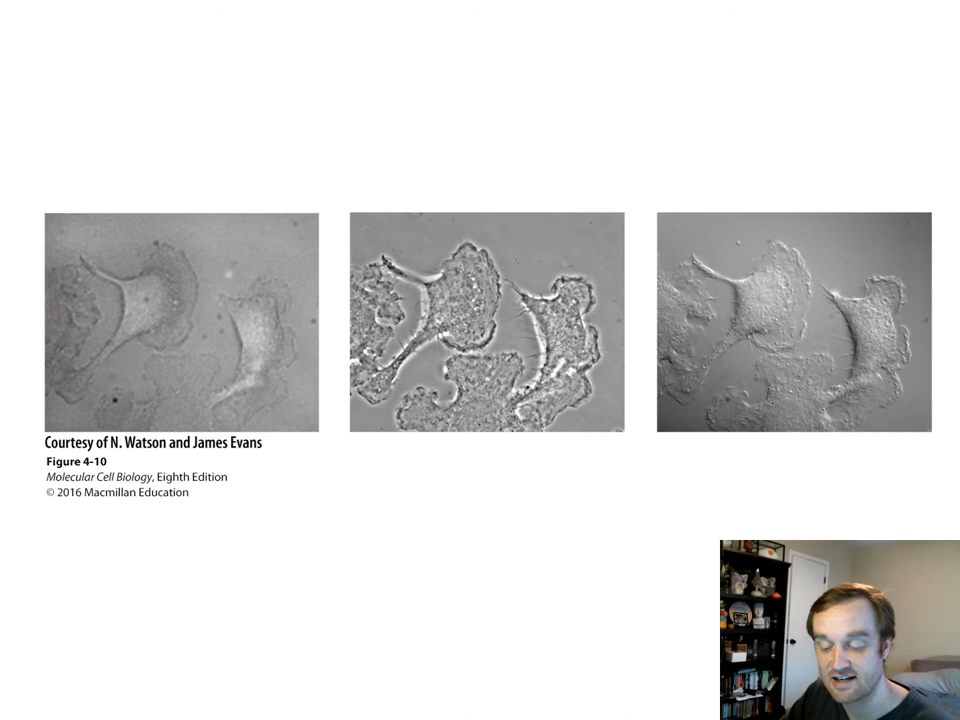 Courtesy of N. Watson and James Evans
Figure 4-10
Molecular Cell Biology, Eighth Edition
© 2016 Macmillan Education